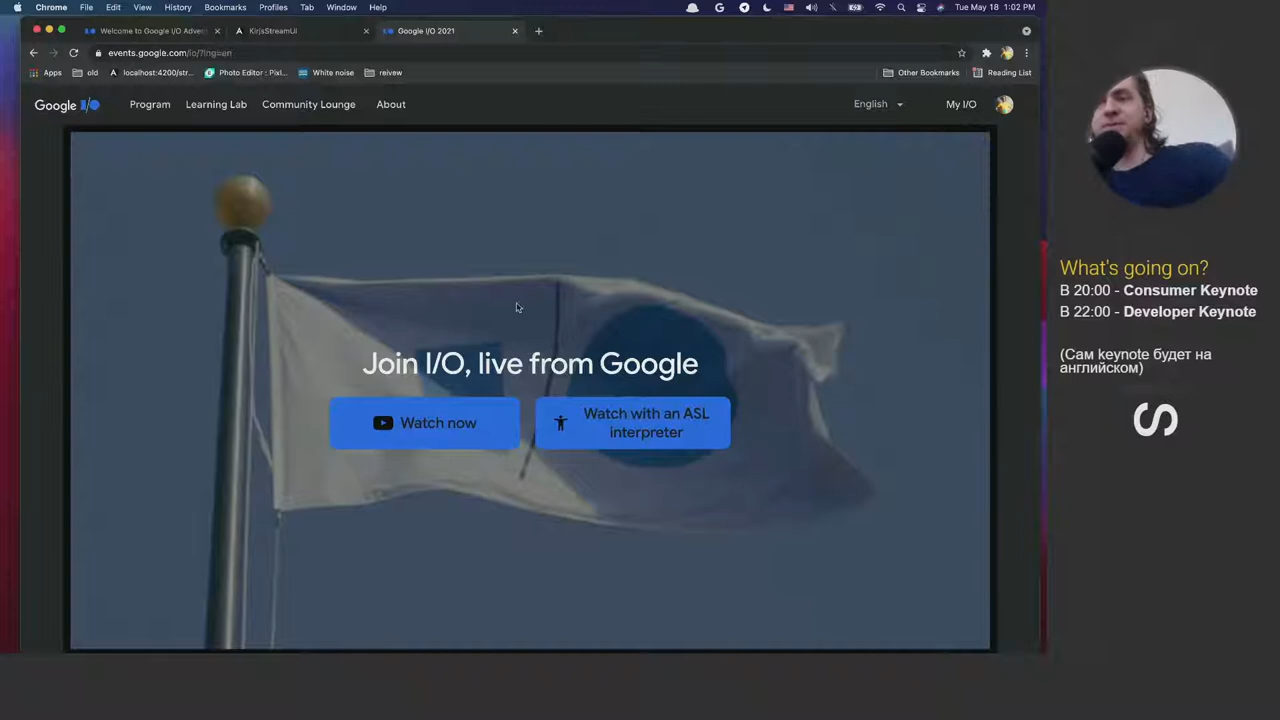 Chrome File Edit View History Bookmarks Profiles Tab Window Help Tue May 18 1:02 PM
Welcome to Google I/O Adven KirjsStreamUi Google I/O 2021
events.google.com/io/?lng=en
Apps old localhost:4200/str... Photo Editor : Pixl... White noise reivew Other Bookmarks Reading List
Google I/O Program Learning Lab Community Lounge About English My I/O
Join I/O, live from Google
Watch now
Watch with an ASL
interpreter
What's going on?
В 20:00 - Consumer Keynote
В 22:00 - Developer Keynote
(Сам keynote будет на
английском)